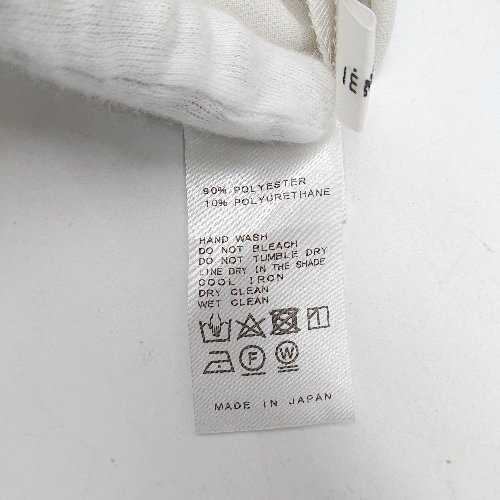 IÉ
90% POLYESTER
10% POLYURETHANE
HAND WASH
DO NOT BLEACH
DO NOT TUMBLE DRY
LINE DRY IN THE SHADE
COOL IRON
DRY CLEAN
WET CLEAN
F W
MADE IN JAPAN